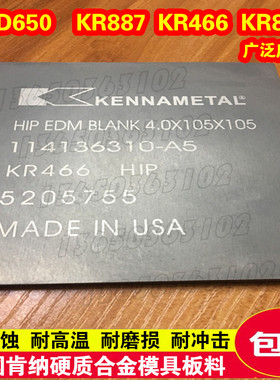 D650 KR887 KR466 KR8
广泛
KENNAMETAL
HIP EDM BLANK 4.0X105X105
114136310-A5
KR466 HIP
5205755
MADE IN USA
蚀 耐高温 耐磨损 耐冲击
包
国肯纳硬质合金模具板料